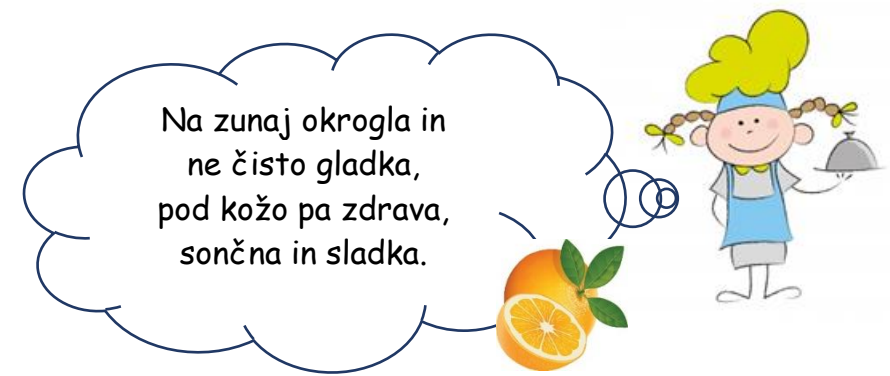 Na zunaj okrogla in
ne čisto gladka,
pod kožo pa zdrava,
sončna in sladka.